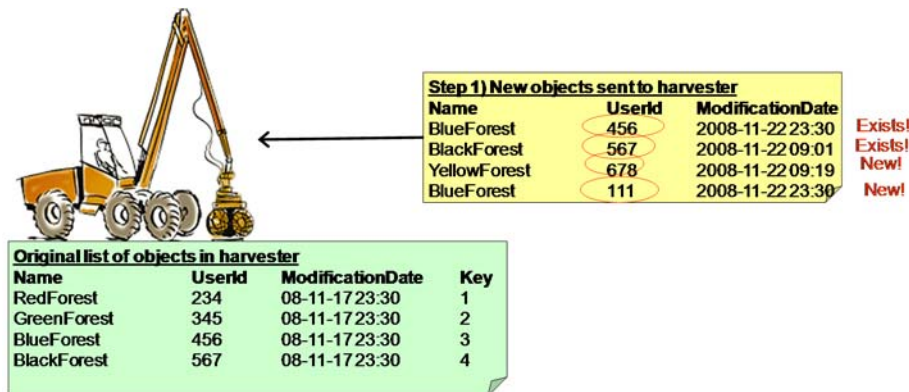 Step 1) New objects sent to harvester
Name UserId ModificationDate
BlueForest 456 2008-11-22 23:30 Exists!
BlackForest 567 2008-11-22 09:01 Exists!
YellowForest 678 2008-11-22 09:19 New!
BlueForest 111 2008-11-22 23:30 New!
Original list of objects in harvester
Name UserId ModificationDate Key
RedForest 234 08-11-17 23:30 1
GreenForest 345 08-11-17 23:30 2
BlueForest 456 08-11-17 23:30 3
BlackForest 567 08-11-17 23:30 4